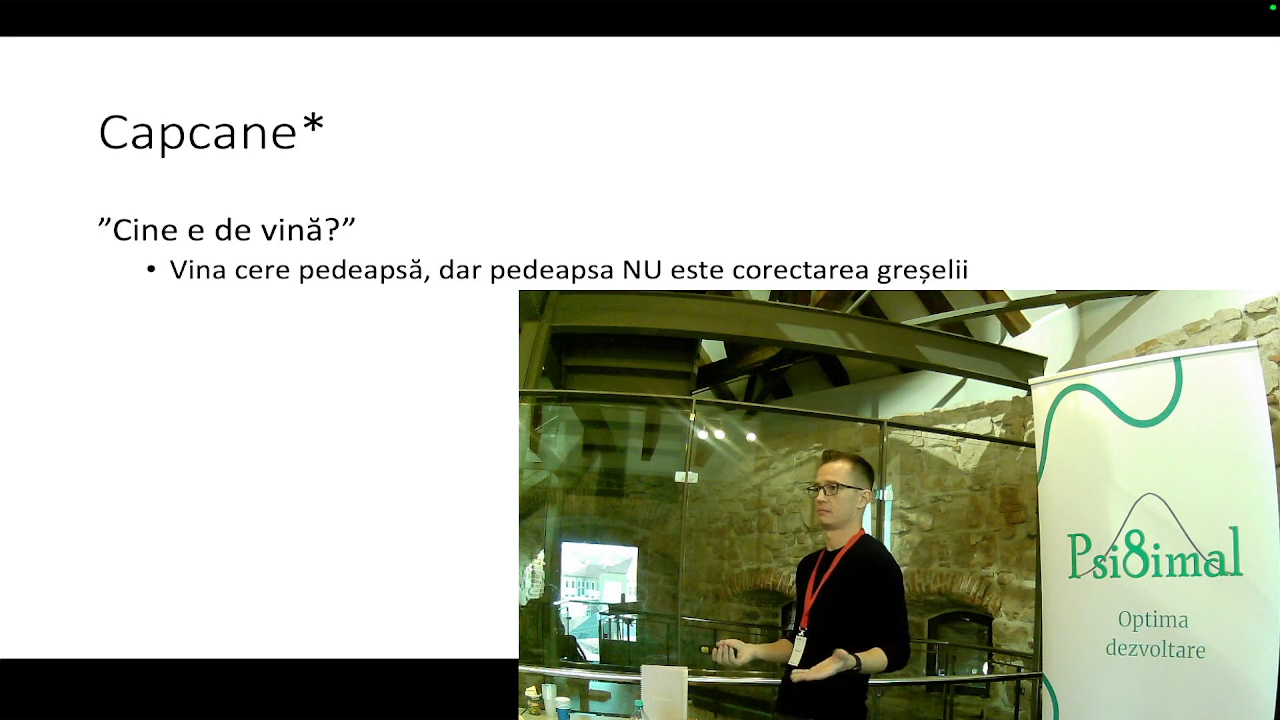 Capcane*
”Cine e de vină?”
• Vina cere pedeapsă, dar pedeapsa NU este corectarea greșelii
Psi8imal
Optima
dezvoltare